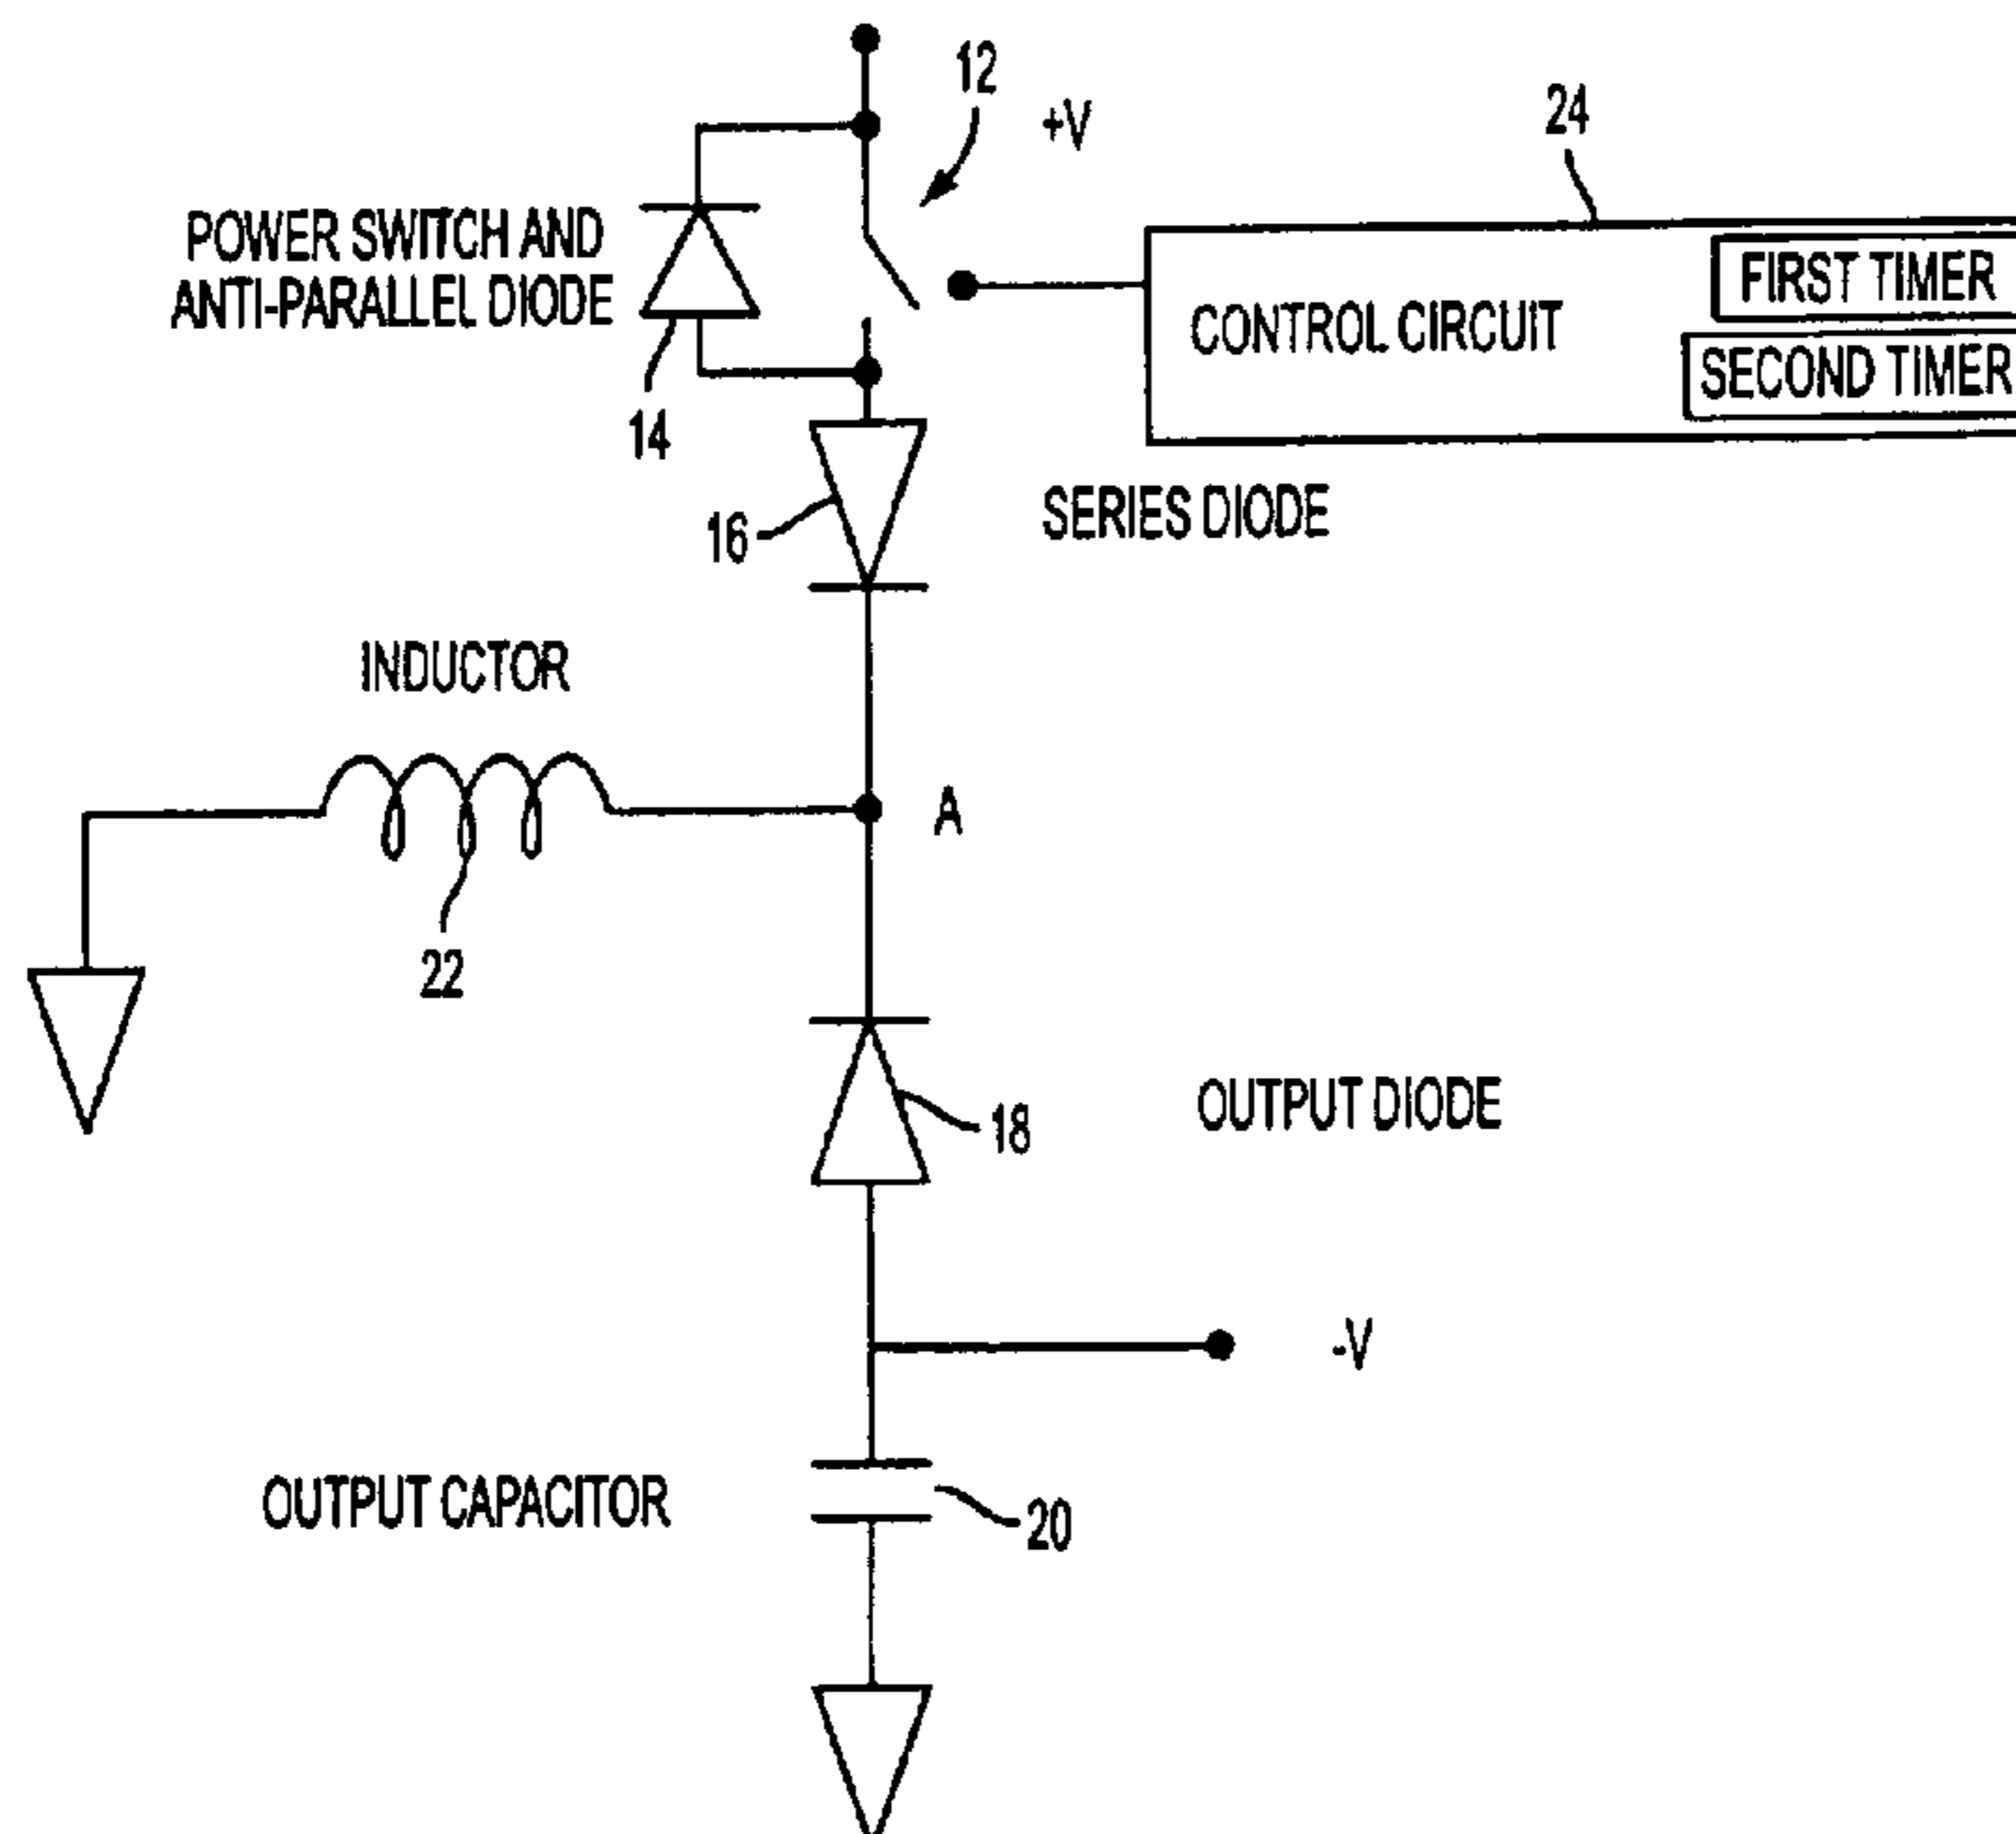 12
+V
24
POWER SWITCH AND
ANTI-PARALLEL DIODE
FIRST TIMER
CONTROL CIRCUIT
SECOND TIMER
14
16
SERIES DIODE
INDUCTOR
A
22
18
OUTPUT DIODE
-V
OUTPUT CAPACITOR
20